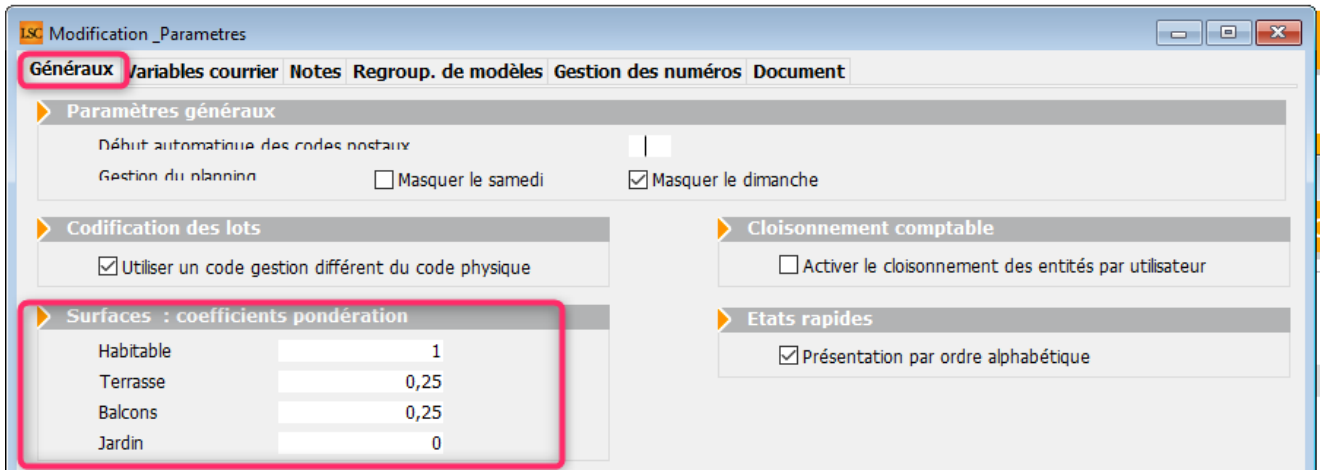 LSC Modification _Parametres
Généraux Variables courrier Notes Regroup. de modèles Gestion des numéros Document
Paramètres généraux
Début automatique des codes postaux
Gestion du planning Masquer le samedi Masquer le dimanche
Codification des lots Cloisonnement comptable
Utiliser un code gestion différent du code physique Activer le cloisonnement des entités par utilisateur
Surfaces : coefficients pondération Etats rapides
Habitable 1 Présentation par ordre alphabétique
Terrasse 0,25
Balcons 0,25
Jardin 0